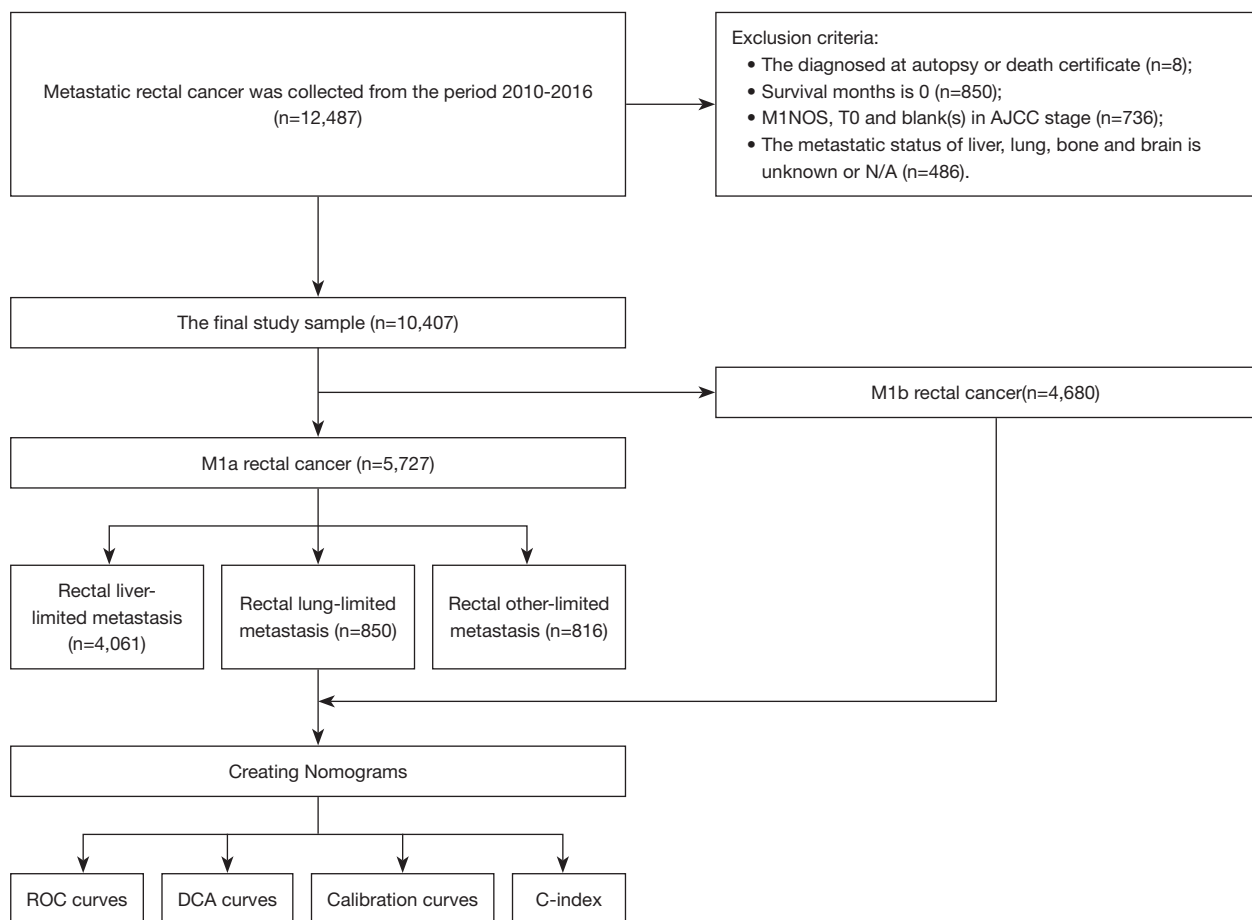 Metastatic rectal cancer was collected from the period 2010-2016
(n=12,487)
Exclusion criteria:
• The diagnosed at autopsy or death certificate (n=8);
• Survival months is 0 (n=850);
• M1NOS, T0 and blank(s) in AJCC stage (n=736);
• The metastatic status of liver, lung, bone and brain is
unknown or N/A (n=486).
The final study sample (n=10,407)
M1b rectal cancer(n=4,680)
M1a rectal cancer (n=5,727)
Rectal liver-
limited metastasis
(n=4,061)
Rectal lung-limited
metastasis (n=850)
Rectal other-limited
metastasis (n=816)
Creating Nomograms
ROC curves
DCA curves
Calibration curves
C-index